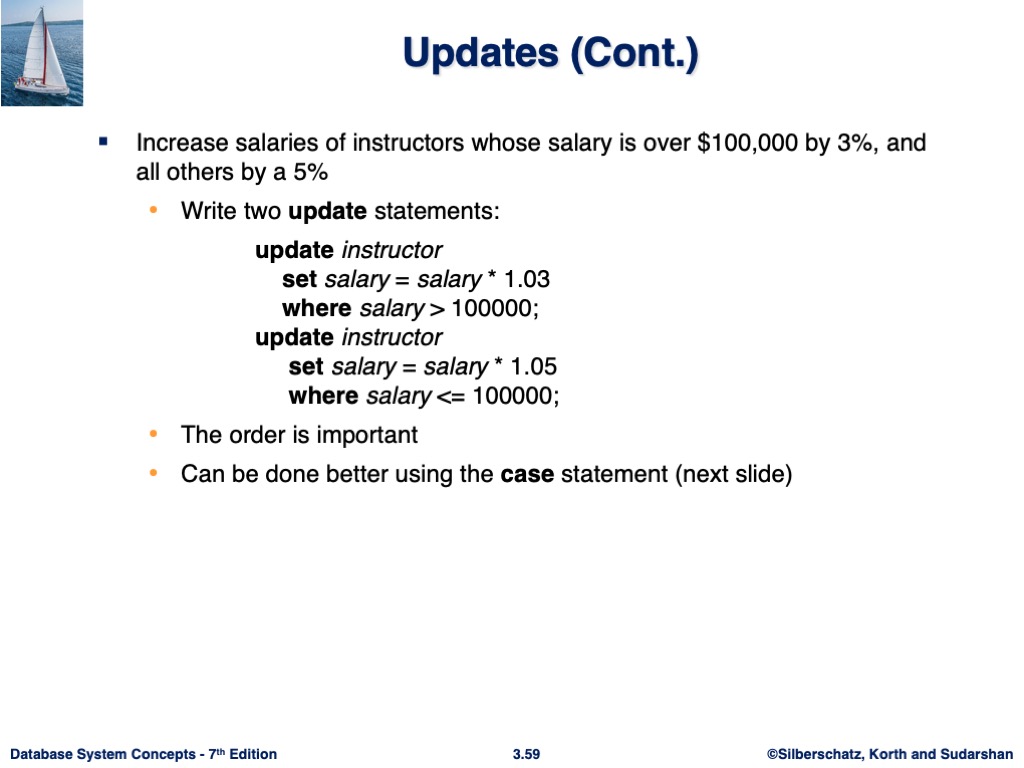 Updates (Cont.)
▪ Increase salaries of instructors whose salary is over $100,000 by 3%, and
all others by a 5%
• Write two update statements:
update instructor
set salary = salary * 1.03
where salary > 100000;
update instructor
set salary = salary * 1.05
where salary <= 100000;
• The order is important
• Can be done better using the case statement (next slide)
Database System Concepts - 7th Edition
3.59
©Silberschatz, Korth and Sudarshan